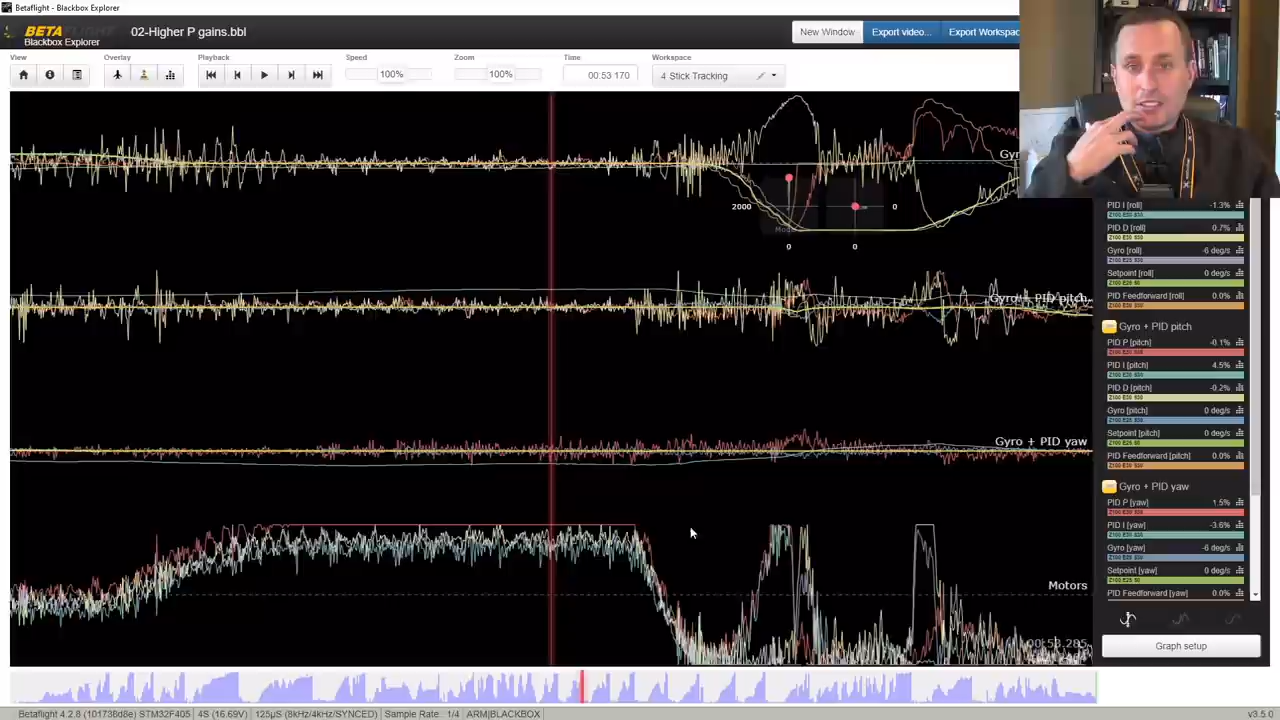 Betaflight - Blackbox Explorer
BETAFLIGHT
Blackbox Explorer
02-Higher P gains.bbl
New Window
Export video...
Export Workspac
View
Overlay
Playback
Speed
Zoom
Time
Workspace
100%
100%
00:53 170
4 Stick Tracking
Gyr
2000
0
Mod
0
0
PID I [roll] -1.3%
PID D [roll] 0.7%
Gyro [roll] -6 deg/s
Setpoint [roll] 0 deg/s
PID Feedforward [roll] 0.0%
Gyro + PID pitch
Gyro + PID pitch
PID P [pitch] -0.1%
PID I [pitch] 4.5%
PID D [pitch] -0.2%
Gyro [pitch] 0 deg/s
Setpoint [pitch] 0 deg/s
PID Feedforward [pitch] 0.0%
Gyro + PID yaw
Gyro + PID yaw
PID P [yaw] 1.5%
PID I [yaw] -3.6%
Gyro [yaw] -6 deg/s
Setpoint [yaw] 0 deg/s
PID Feedforward [yaw] 0.0%
Motors
00:53.285
Graph setup
Betaflight 4.2.8 (101738d8e) STM32F405 4S (16.69V) 125µS (8kHz/4kHz/SYNCED) Sample Rate : 1/4 ARM|BLACKBOX
v3.5.0